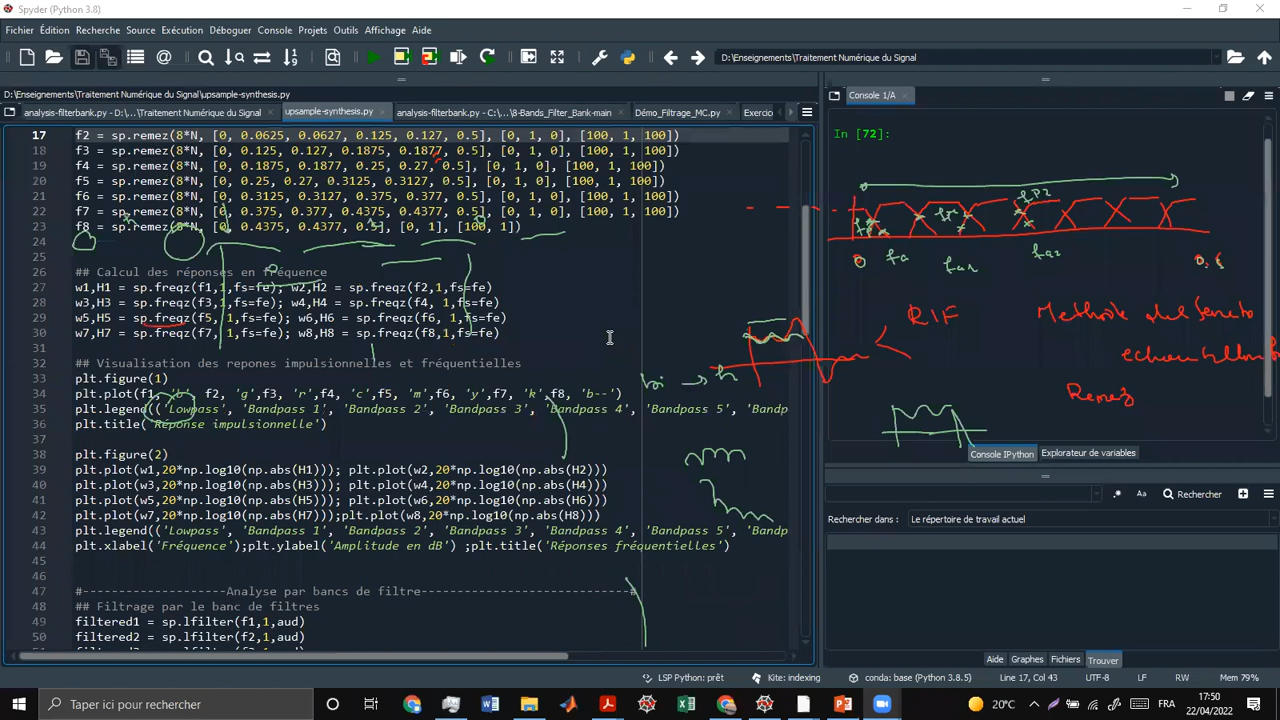 Spyder (Python 3.8)
Fichier Édition Recherche Source Exécution Déboguer Console Projets Outils Affichage Aide
D:\Enseignements\Traitement Numérique du Signal
D:\Enseignements\Traitement Numérique du Signal\upsample-synthesis.py
analysis-filterbank.py - D:\...\Traitement Numérique du Signal
upsample-synthesis.py
analysis-filterbank.py - C:\...\8-Bands_Filter_Bank-main
Démo_Filtrage_MC.py
Exercic
17 f2 = sp.remez(8*N, [0, 0.0625, 0.0627, 0.125, 0.127, 0.5], [0, 1, 0], [100, 1, 100])
18 f3 = sp.remez(8*N, [0, 0.125, 0.127, 0.1875, 0.1877, 0.5], [0, 1, 0], [100, 1, 100])
19 f4 = sp.remez(8*N, [0, 0.1875, 0.1877, 0.25, 0.27, 0.5], [0, 1, 0], [100, 1, 100])
20 f5 = sp.remez(8*N, [0, 0.25, 0.27, 0.3125, 0.3127, 0.5], [0, 1, 0], [100, 1, 100])
21 f6 = sp.remez(8*N, [0, 0.3125, 0.3127, 0.375, 0.377, 0.5], [0, 1, 0], [100, 1, 100])
22 f7 = sp.remez(8*N, [0, 0.375, 0.377, 0.4375, 0.4377, 0.5], [0, 1, 0], [100, 1, 100])
23 f8 = sp.remez(8*N, [0, 0.4375, 0.4377, 0.5], [0, 1], [100, 1])
24
25
26 ## Calcul des réponses en fréquence
27 w1,H1 = sp.freqz(f1,1,fs=fe); w2,H2 = sp.freqz(f2,1,fs=fe)
28 w3,H3 = sp.freqz(f3,1,fs=fe); w4,H4 = sp.freqz(f4, 1,fs=fe)
29 w5,H5 = sp.freqz(f5, 1,fs=fe); w6,H6 = sp.freqz(f6, 1,fs=fe)
30 w7,H7 = sp.freqz(f7, 1,fs=fe); w8,H8 = sp.freqz(f8,1,fs=fe)
31
32 ## Visualisation des repones impulsionnelles et fréquentielles
33 plt.figure(1)
34 plt.plot(f1, 'b', f2, 'g',f3, 'r',f4, 'c',f5, 'm',f6, 'y',f7, 'k',f8, 'b--')
35 plt.legend(('Lowpass', 'Bandpass 1', 'Bandpass 2', 'Bandpass 3', 'Bandpass 4', 'Bandpass 5', 'Bandp
36 plt.title('Réponse impulsionnelle')
37
38 plt.figure(2)
39 plt.plot(w1,20*np.log10(np.abs(H1))); plt.plot(w2,20*np.log10(np.abs(H2)))
40 plt.plot(w3,20*np.log10(np.abs(H3))); plt.plot(w4,20*np.log10(np.abs(H4)))
41 plt.plot(w5,20*np.log10(np.abs(H5))); plt.plot(w6,20*np.log10(np.abs(H6)))
42 plt.plot(w7,20*np.log10(np.abs(H7)));plt.plot(w8,20*np.log10(np.abs(H8)))
43 plt.legend(('Lowpass', 'Bandpass 1', 'Bandpass 2', 'Bandpass 3', 'Bandpass 4', 'Bandpass 5', 'Bandp
44 plt.xlabel('Fréquence');plt.ylabel('Amplitude en dB') ;plt.title('Réponses fréquentielles')
45
46
47 #--------------------Analyse par bancs de filtre-----------------------------#
48 ## Filtrage par le banc de filtres
49 filtered1 = sp.lfilter(f1,1,aud)
50 filtered2 = sp.lfilter(f2,1,aud)
Console 1/A
In [72]:
0
RIF
Methode
Remez
Console IPython Explorateur de variables
Aa Rechercher
Rechercher dans: Le répertoire de travail actuel
Aide Graphes Fichiers Trouver
LSP Python: prêt Kite: indexing conda: base (Python 3.8.5) Line 17, Col 43 UTF-8 LF RW Mem 79%
Taper ici pour rechercher
20°C FRA 17:50
22/04/2022